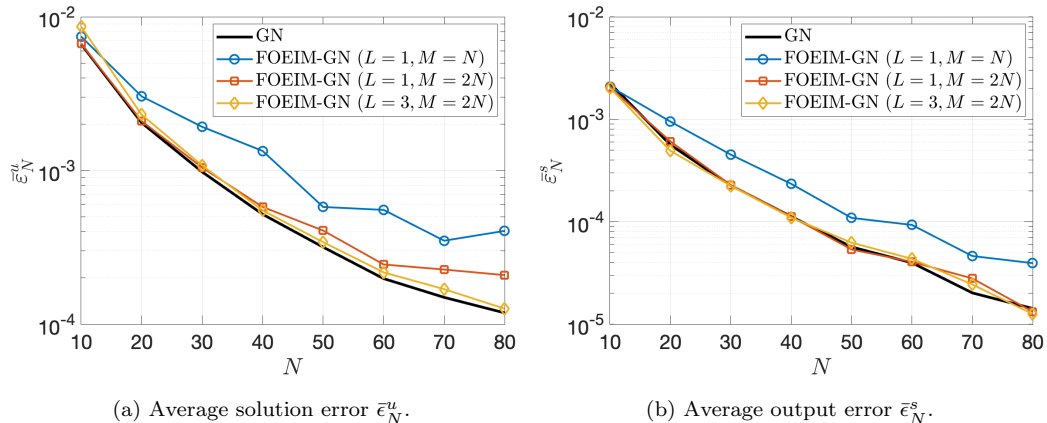 10⁻²
10⁻³
10⁻⁴
ε̄ᵘ_N
GN
FOEIM-GN (L = 1, M = N)
FOEIM-GN (L = 1, M = 2N)
FOEIM-GN (L = 3, M = 2N)
10 20 30 40 50 60 70 80
N
(a) Average solution error ϵ̄ᵘ_N.
10⁻²
10⁻³
10⁻⁴
10⁻⁵
ε̄ˢ_N
GN
FOEIM-GN (L = 1, M = N)
FOEIM-GN (L = 1, M = 2N)
FOEIM-GN (L = 3, M = 2N)
10 20 30 40 50 60 70 80
N
(b) Average output error ϵ̄ˢ_N.